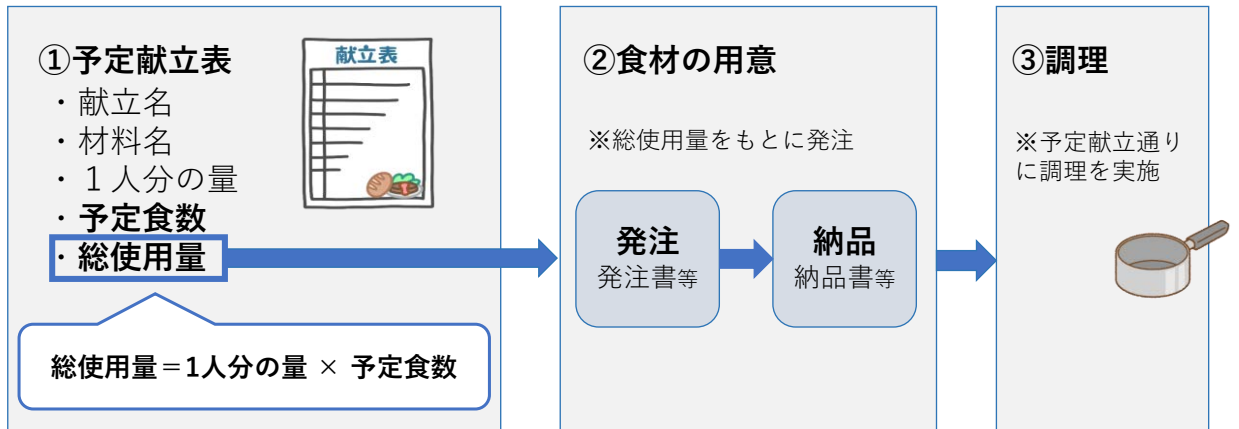 ①予定献立表
・献立名
・材料名
・１人分の量
・予定食数
・総使用量
献立表
総使用量＝1人分の量 × 予定食数
②食材の用意
※総使用量をもとに発注
発注
発注書等
納品
納品書等
③調理
※予定献立通り
に調理を実施